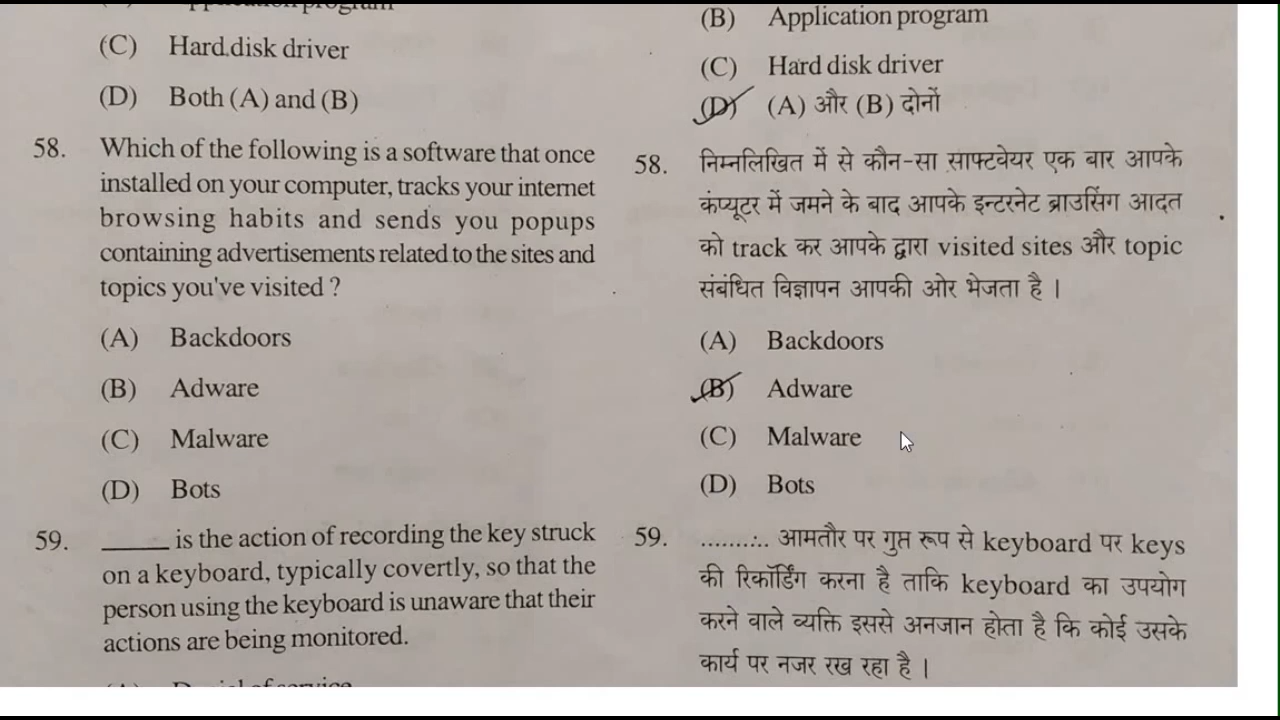 (C) Hard disk driver
(D) Both (A) and (B)
58. Which of the following is a software that once
installed on your computer, tracks your internet
browsing habits and sends you popups
containing advertisements related to the sites and
topics you've visited ?
(A) Backdoors
(B) Adware
(C) Malware
(D) Bots
59. _____ is the action of recording the key struck
on a keyboard, typically covertly, so that the
person using the keyboard is unaware that their
actions are being monitored.
(B) Application program
(C) Hard disk driver
(D) (A) और (B) दोनों
58. निम्नलिखित में से कौन-सा साफ्टवेयर एक बार आपके
कंप्यूटर में जमने के बाद आपके इन्टरनेट ब्राउसिंग आदत
को track कर आपके द्वारा visited sites और topic
संबंधित विज्ञापन आपकी ओर भेजता है ।
(A) Backdoors
(B) Adware
(C) Malware
(D) Bots
59. .......... आमतौर पर गुप्त रूप से keyboard पर keys
की रिकॉर्डिंग करना है ताकि keyboard का उपयोग
करने वाले व्यक्ति इससे अनजान होता है कि कोई उसके
कार्य पर नजर रख रहा है ।